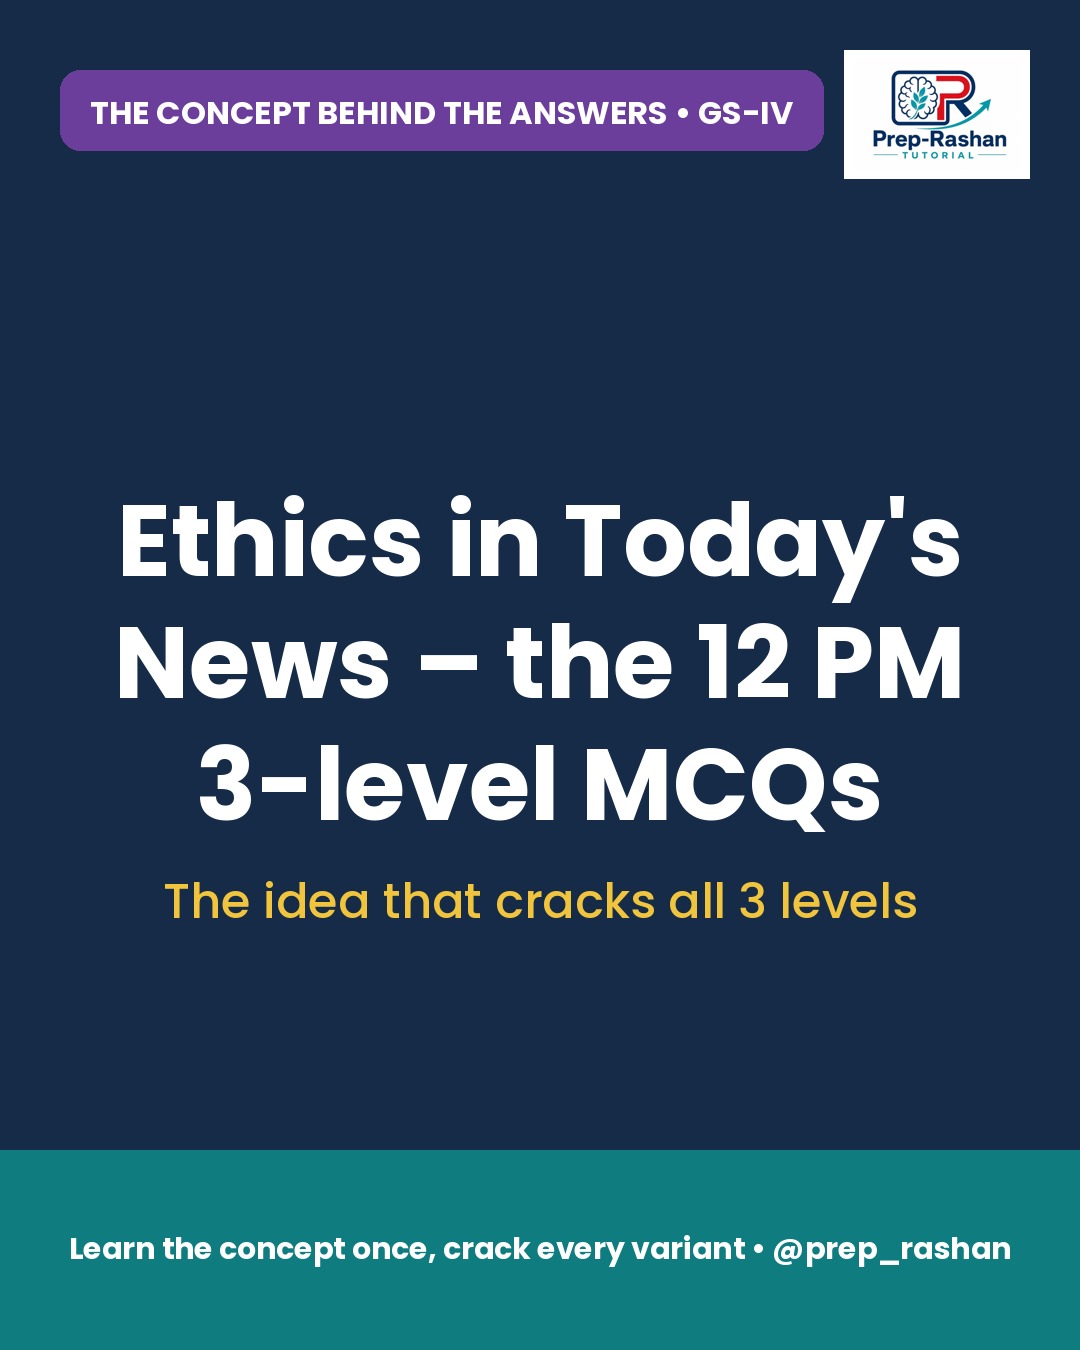 THE CONCEPT BEHIND THE ANSWERS • GS-IV
Prep-Rashan
TUTORIAL
Ethics in Today's
News – the 12 PM
3-level MCQs
The idea that cracks all 3 levels
Learn the concept once, crack every variant • @prep_rashan